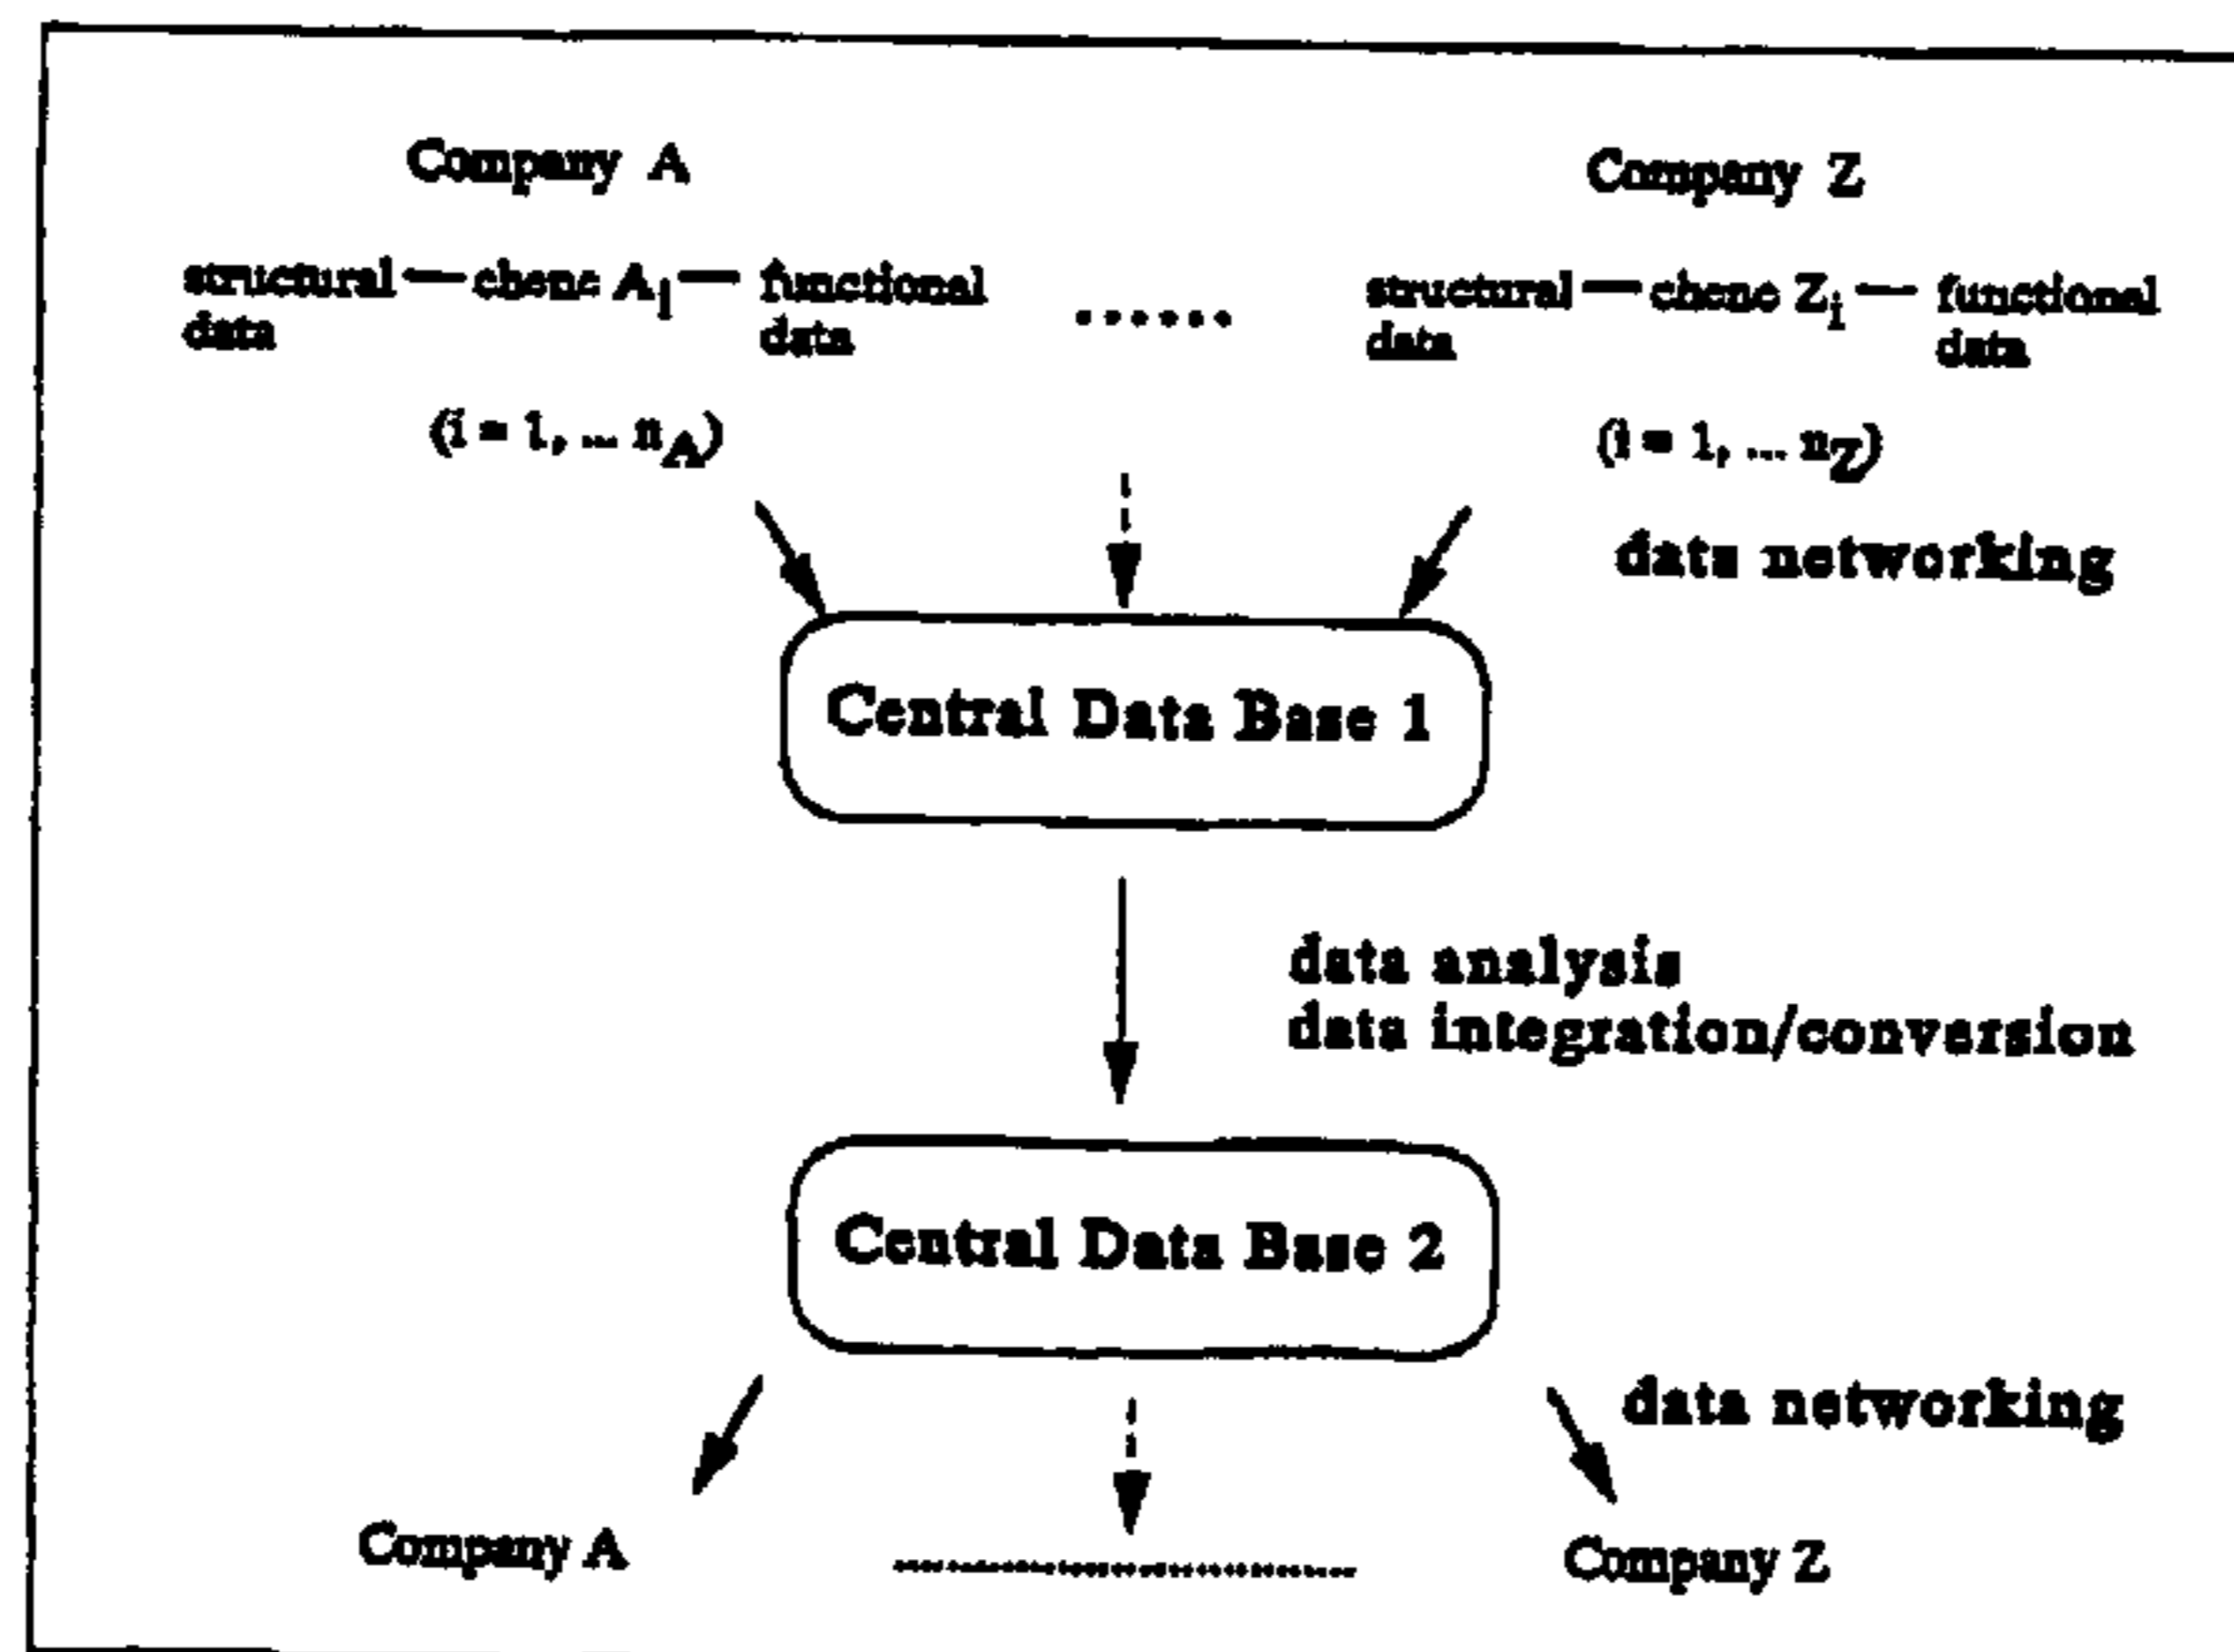 Company A
structural — chene A_i — functional
data data
(i = 1, ... n_A)
......
Company Z
structural — chene Z_i — functional
data data
(i = 1, ... n_Z)
data networking
Central Data Base 1
data analysis
data integration/conversion
Central Data Base 2
data networking
Company A
Company Z